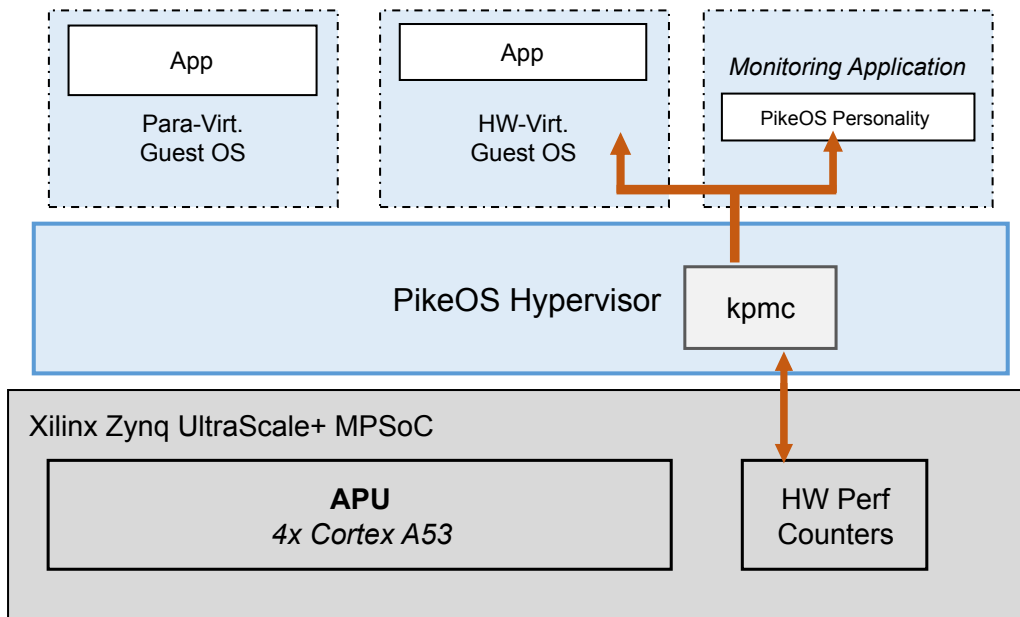 App
Para-Virt.
Guest OS
App
HW-Virt.
Guest OS
Monitoring Application
PikeOS Personality
PikeOS Hypervisor
kpmc
Xilinx Zynq UltraScale+ MPSoC
APU
4x Cortex A53
HW Perf
Counters